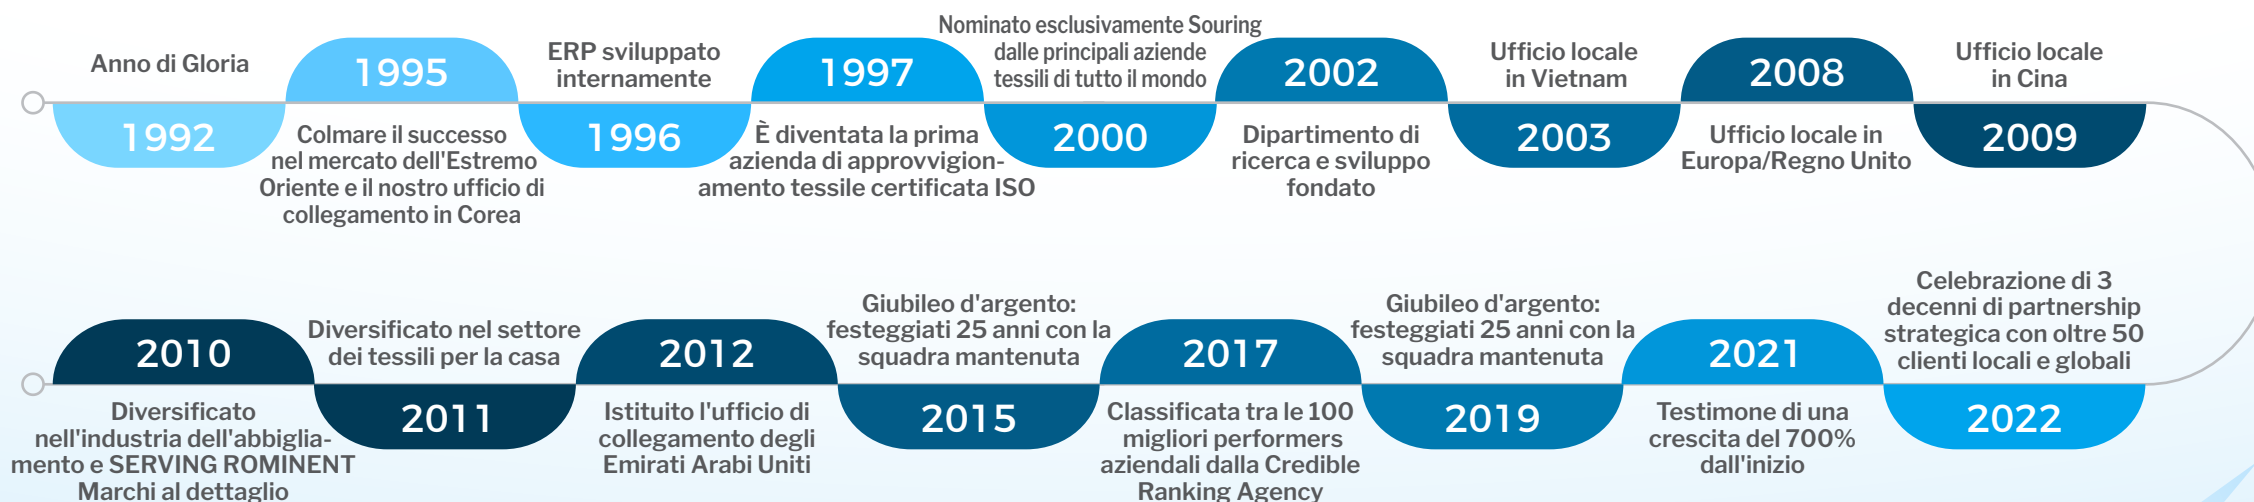 Anno di Gloria
1992
1995
Colmare il successo
nel mercato dell'Estremo
Oriente e il nostro ufficio di
collegamento in Corea
ERP sviluppato
internamente
1996
1997
È diventata la prima
azienda di approvvigion-
amento tessile certificata ISO
Nominato esclusivamente Souring
dalle principali aziende
tessili di tutto il mondo
2000
2002
Dipartimento di
ricerca e sviluppo
fondato
Ufficio locale
in Vietnam
2003
2008
Ufficio locale in
Europa/Regno Unito
Ufficio locale
in Cina
2009
2010
Diversificato
nell'industria dell'abbiglia-
mento e SERVING ROMINENT
Marchi al dettaglio
Diversificato nel settore
dei tessili per la casa
2011
2012
Istituito l'ufficio di
collegamento degli
Emirati Arabi Uniti
Giubileo d'argento:
festeggiati 25 anni con la
squadra mantenuta
2015
2017
Classificata tra le 100
migliori performers
aziendali dalla Credible
Ranking Agency
Giubileo d'argento:
festeggiati 25 anni con la
squadra mantenuta
2019
2021
Testimone di una
crescita del 700%
dall'inizio
Celebrazione di 3
decenni di partnership
strategica con oltre 50
clienti locali e globali
2022